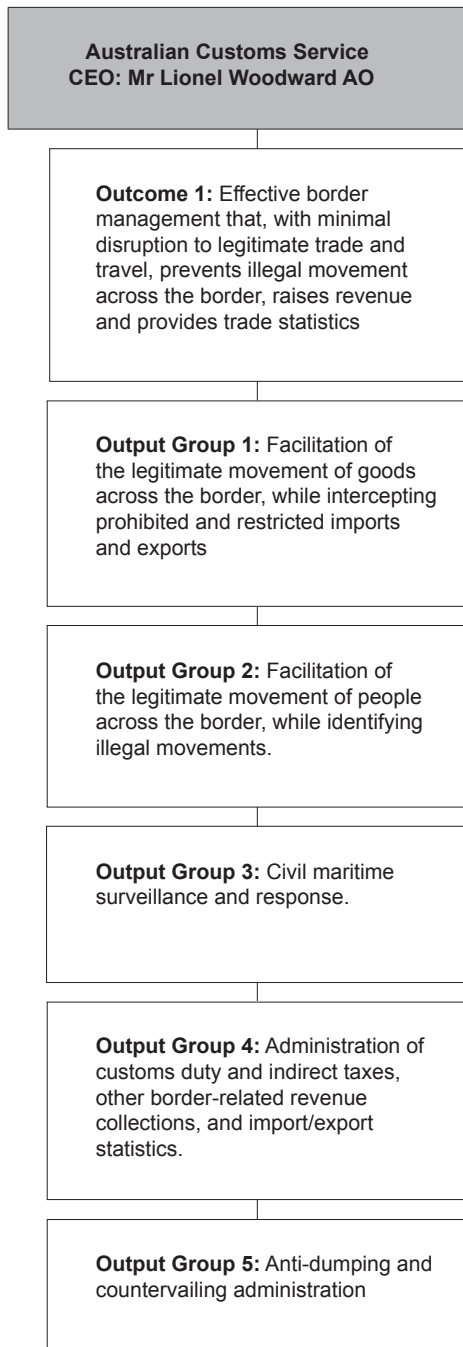 Australian Customs Service
CEO: Mr Lionel Woodward AO
Outcome 1: Effective border
management that, with minimal
disruption to legitimate trade and
travel, prevents illegal movement
across the border, raises revenue
and provides trade statistics
Output Group 1: Facilitation of
the legitimate movement of goods
across the border, while intercepting
prohibited and restricted imports
and exports
Output Group 2: Facilitation of
the legitimate movement of people
across the border, while identifying
illegal movements.
Output Group 3: Civil maritime
surveillance and response.
Output Group 4: Administration of
customs duty and indirect taxes,
other border-related revenue
collections, and import/export
statistics.
Output Group 5: Anti-dumping and
countervailing administration